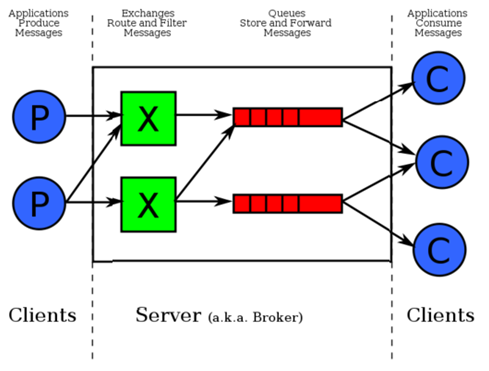 Applications
Produce
Messages
Exchanges
Route and Filter
Messages
Queues
Store and Forward
Messages
Applications
Consume
Messages
P
X
C
C
P
X
C
Clients
Server (a.k.a. Broker)
Clients